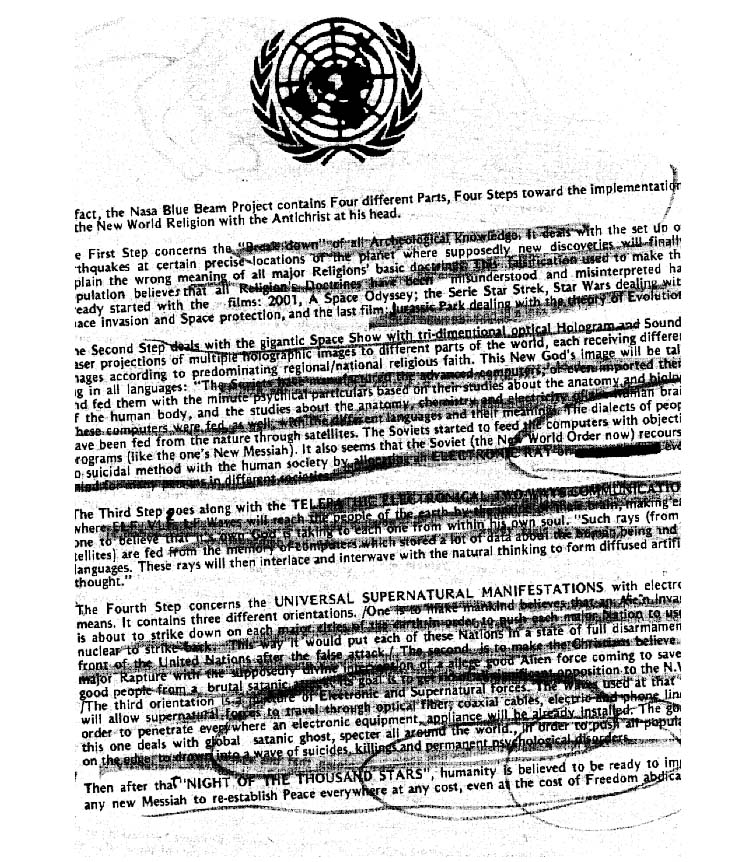 fact, the Nasa Blue Beam Project contains Four different Parts, Four Steps toward the implementation
the New World Religion with the Antichrist at his head.
e First Step concerns the "Break down" of all Archeological Knowledge. It deals with the set up o
rthquakes at certain precise locations of the planet where supposedly new discoveries will finall
plain the wrong meaning of all major Religions' basic doctrines. This falsification used to make th
pulation believes that all Religion's Doctrines have been misunderstood and misinterpreted ha
eady started with the films: 2001, A Space Odyssey; the Serie Star Strek, Star Wars dealing wit
ace invasion and Space protection, and the last film: Jurassic Park dealing with the theory of Evolution
he Second Step deals with the gigantic Space Show with tri-dimentional optical Hologram and Sound
aser projections of multiple holographic images to different parts of the world, each receiving differen
mages according to predominating regional/national religious faith. This New God's image will be tal
g in all languages: "The Soviets have manufactured the advanced computers, of even imported them
nd fed them with the minute psychical particulars based on their studies about the anatomy and biolo
f the human body, and the studies about the anatomy, chemistry and electricity of the human brai
hese computers were fed, as well, with the different languages and their meanings. The dialects of peop
ave been fed from the nature through satellites. The Soviets started to feed the computers with objecti
rograms (like the one's New Messiah). It also seems that the Soviet (the New World Order now) recours
o suicidal method with the human society by allocating an ELECTRONIC RAY
in different societies.
The Third Step goes along with the TELEPATHIC ELECTRONICAL TWO-WAYS COMMUNICATIO
where ELF, VLF, LF Waves will reach the people of the earth by their brain, making e
one to believe that it's own God is taking to each one from within his own soul. "Such rays (from
tellites) are fed from the memory of computers which stored a lot of data about the human being and
languages. These rays will then interlace and interwave with the natural thinking to form diffused artifi
thought."
The Fourth Step concerns the UNIVERSAL SUPERNATURAL MANIFESTATIONS with electro
means. It contains three different orientations. /One is to make mankind believes that an Alien Inva
is about to strike down on each major cities of the earth in order to push each major Nation to use
nuclear to strike back. This way it would put each of these Nations in a state of full disarmamen
front of the United Nations after the false attack./ The second, is to make the Christians believe
major Rapture with the supposedly divine intervention of a allege good Alien force coming to save
good people from a brutal satanic goal is to get opposition to the N.W
/The third orientation is a of Electronic and Supernatural forces. The waves used at that
will allow supernatural forces to travel through optical fiber, coaxial cables, electric and phone line
order to penetrate everywhere an electronic equipment, appliance will be already installed. The go
this one deals with global satanic ghost, specter all around the world., in order to push all popula
on the edge to drown into a wave of suicides, killings and permanent psychological disorders.
Then after that "NIGHT OF THE THOUSAND STARS", humanity is believed to be ready to im
any new Messiah to re-establish Peace everywhere at any cost, even at the cost of Freedom abdica